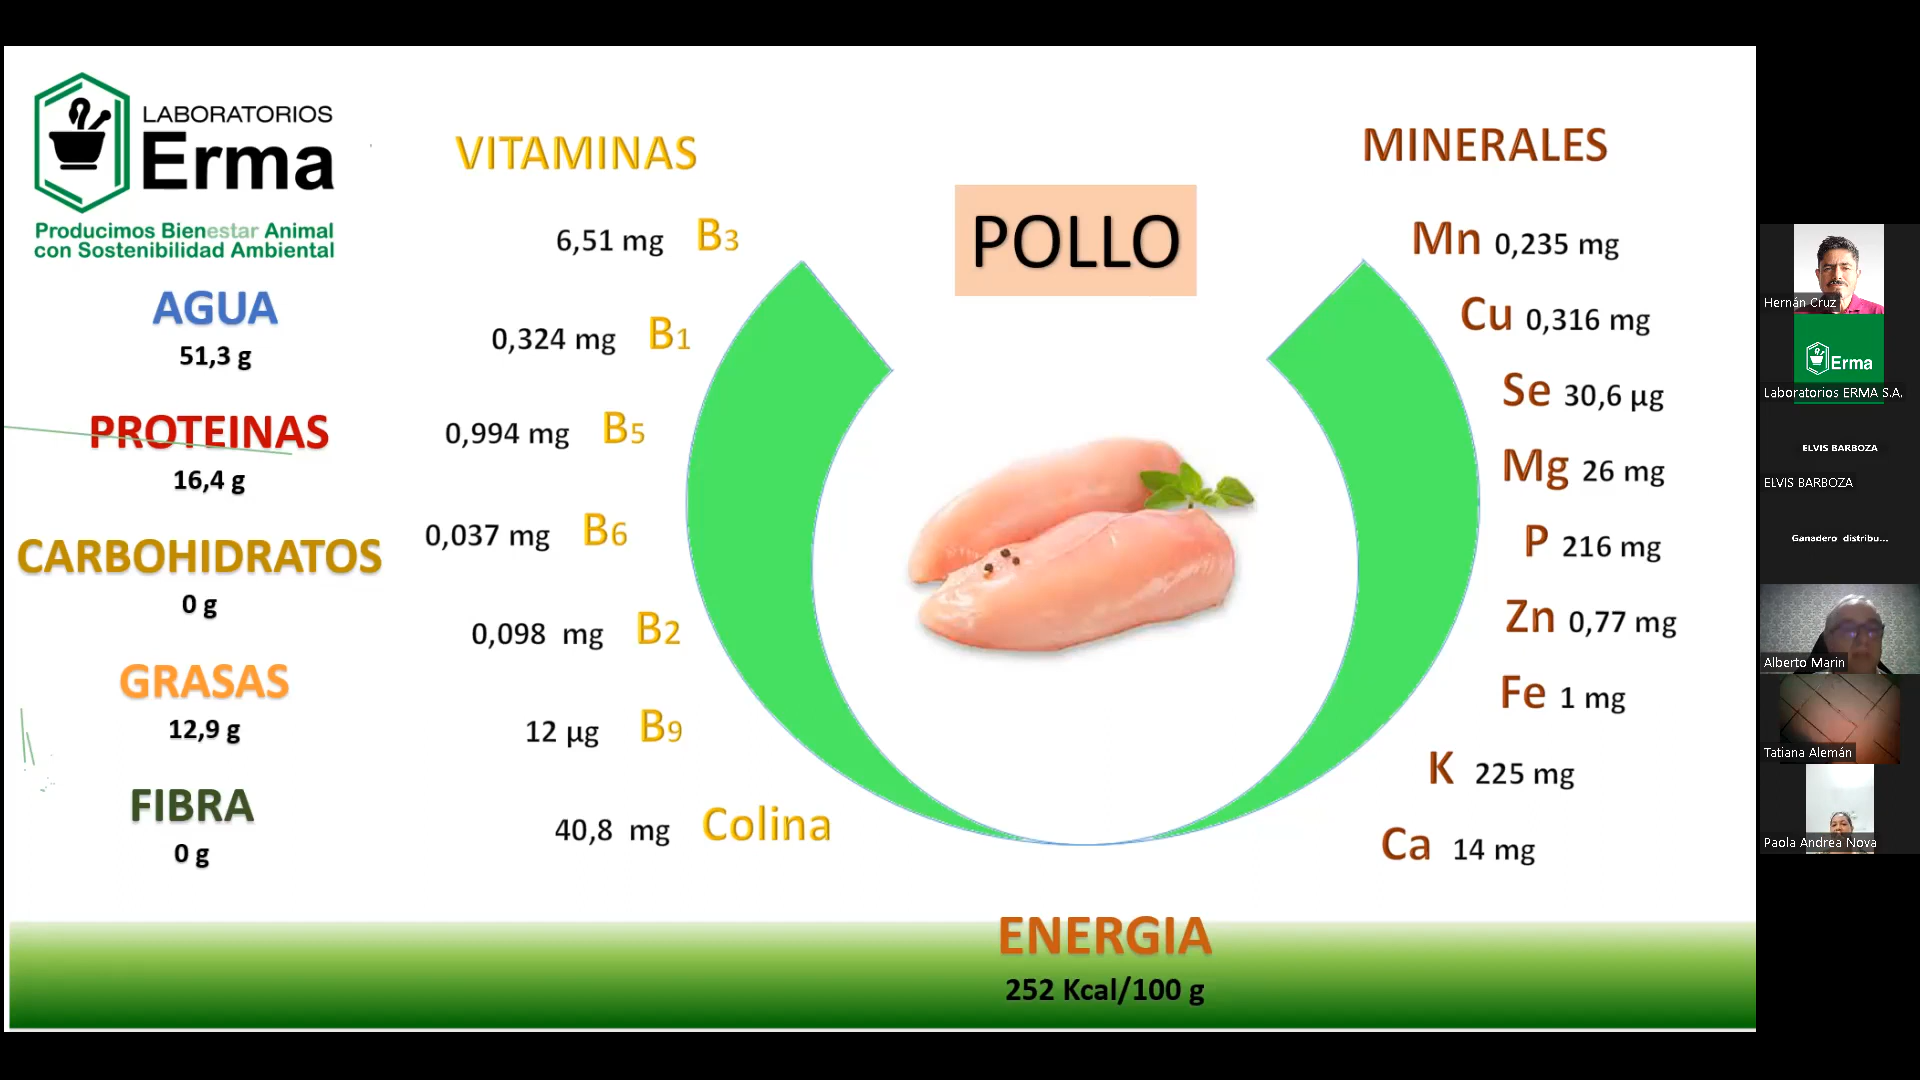 LABORATORIOS
Erma
Producimos Bienestar Animal
con Sostenibilidad Ambiental
AGUA
51,3 g
PROTEINAS
16,4 g
CARBOHIDRATOS
0 g
GRASAS
12,9 g
FIBRA
0 g
VITAMINAS
6,51 mg B3
0,324 mg B1
0,994 mg B5
0,037 mg B6
0,098 mg B2
12 µg B9
40,8 mg Colina
POLLO
MINERALES
Mn 0,235 mg
Cu 0,316 mg
Se 30,6 µg
Mg 26 mg
P 216 mg
Zn 0,77 mg
Fe 1 mg
K 225 mg
Ca 14 mg
ENERGIA
252 Kcal/100 g
Hernán Cruz
Erma
Laboratorios ERMA S.A.
ELVIS BARBOZA
ELVIS BARBOZA
Ganadero distribu...
Alberto Marin
Tatiana Alemán
Paola Andrea Nova